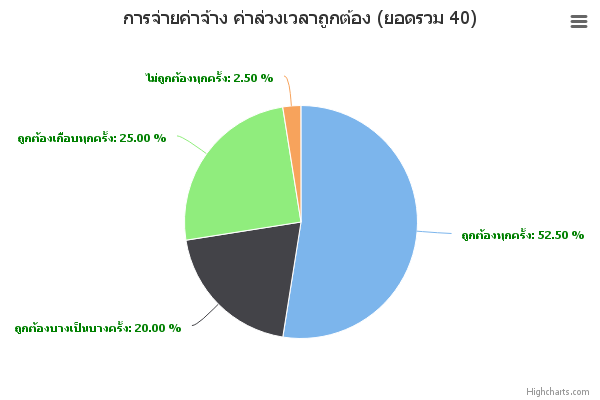 การจ่ายค่าจ้าง ค่าล่วงเวลาถูกต้อง (ยอดรวม 40)
ไม่ถูกต้องทุกครั้ง: 2.50 %
ถูกต้องเกือบทุกครั้ง: 25.00 %
ถูกต้องทุกครั้ง: 52.50 %
ถูกต้องบางเป็นบางครั้ง: 20.00 %
Highcharts.com